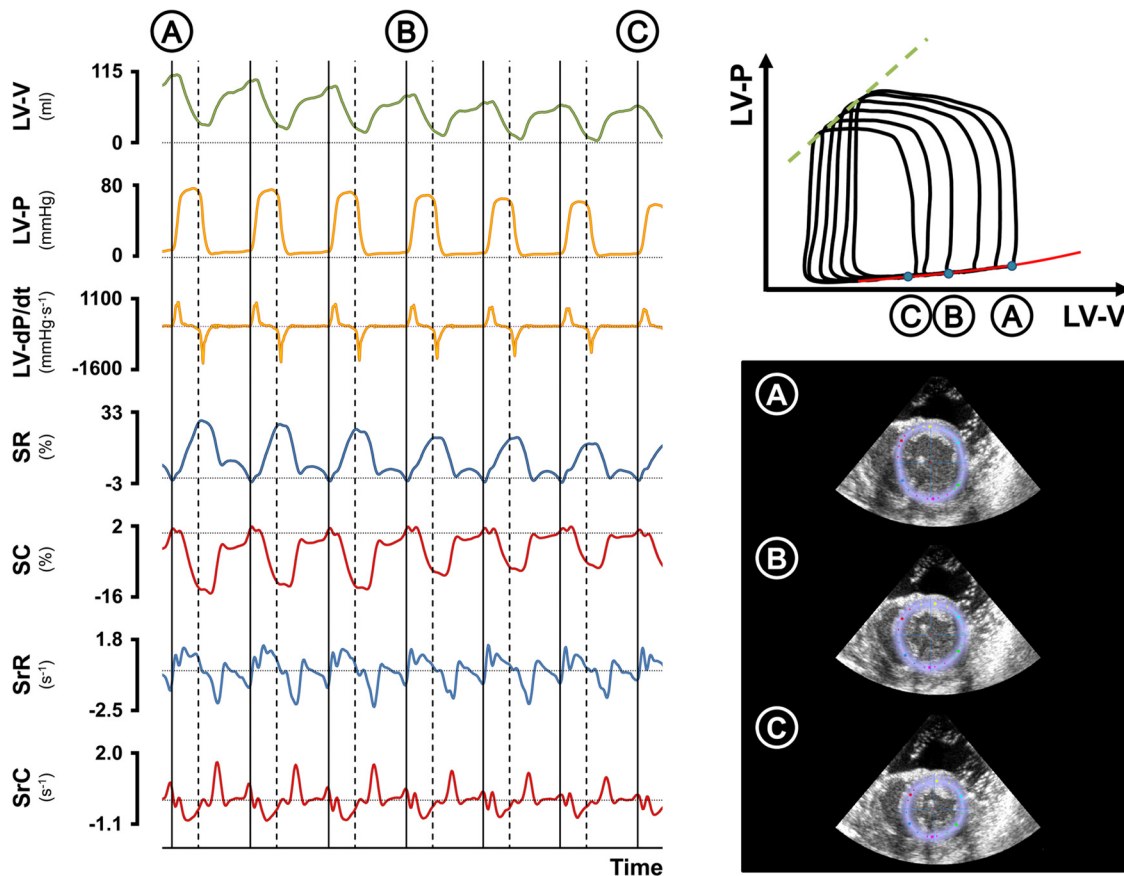 A B C
115
LV-V
(ml)
0
80
LV-P
(mmHg)
0
1100
LV-dP/dt
(mmHg·s⁻¹)
-1600
33
SR
(%)
-3
2
SC
(%)
-16
1.8
SrR
(s⁻¹)
-2.5
2.0
SrC
(s⁻¹)
-1.1
Time
LV-P
C B A LV-V
A
B
C